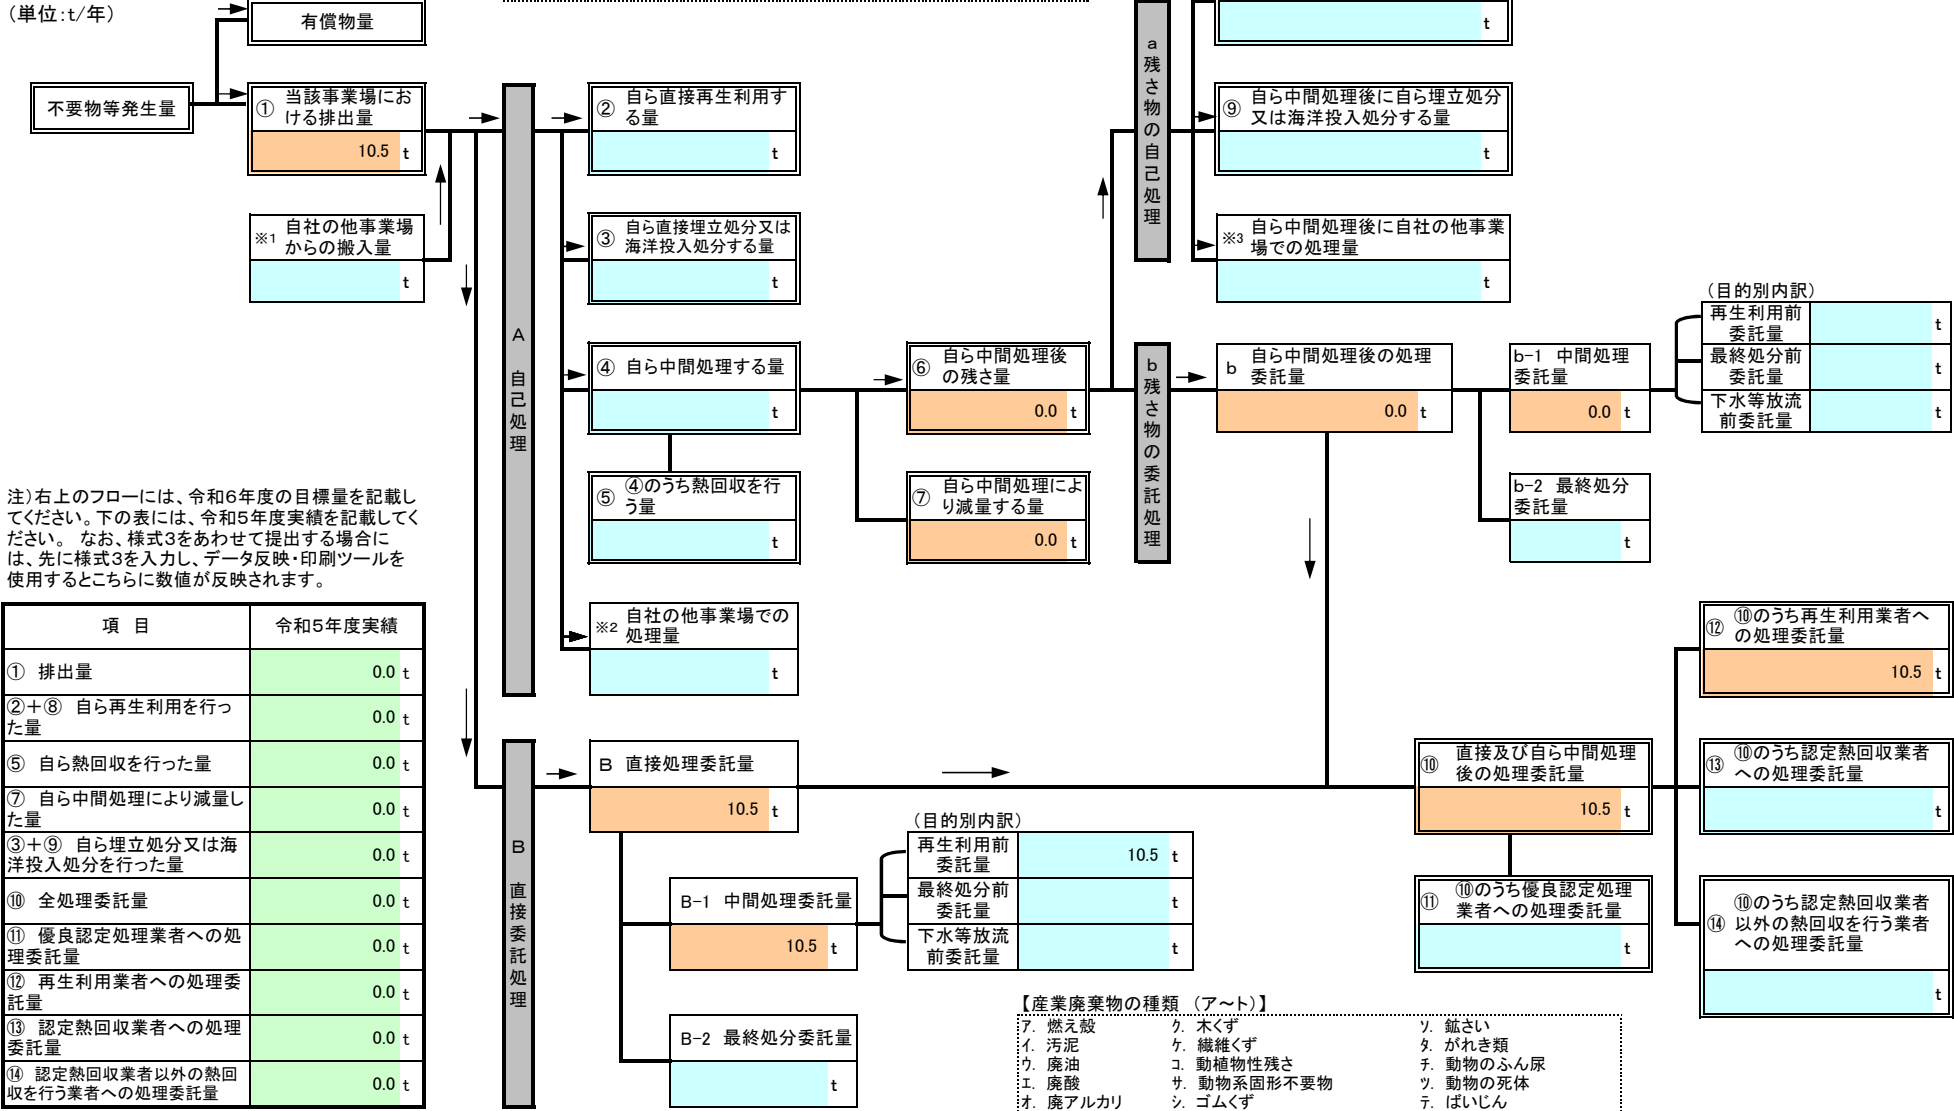 （単位：t/年）
有償物量
不要物等発生量
① 当該事業場にお
ける排出量
10.5 t
※1 自社の他事業場
からの搬入量
t
A 自己処理
② 自ら直接再生利用す
る量
t
③ 自ら直接埋立処分又は
海洋投入処分する量
t
④ 自ら中間処理する量
t
⑤ ④のうち熱回収を行
う量
t
※2 自社の他事業場での
処理量
t
⑥ 自ら中間処理後
の残さ量
0.0 t
⑦ 自ら中間処理によ
り減量する量
0.0 t
a残さ物の自己処理
t
⑨ 自ら中間処理後に自ら埋立処分
又は海洋投入処分する量
t
※3 自ら中間処理後に自社の他事業
場での処理量
t
b残さ物の委託処理
b 自ら中間処理後の処理
委託量
0.0 t
b-1 中間処理
委託量
0.0 t
（目的別内訳）
再生利用前
委託量
t
最終処分前
委託量
t
下水等放流
前委託量
t
b-2 最終処分
委託量
t
注）右上のフローには、令和6年度の目標量を記載し
てください。下の表には、令和5年度実績を記載してく
ださい。 なお、様式3をあわせて提出する場合に
は、先に様式3を入力し、データ反映・印刷ツールを
使用するとこちらに数値が反映されます。
項 目 令和5年度実績
① 排出量 0.0 t
②＋⑧ 自ら再生利用を行っ
た量 0.0 t
⑤ 自ら熱回収を行った量 0.0 t
⑦ 自ら中間処理により減量し
た量 0.0 t
③＋⑨ 自ら埋立処分又は海
洋投入処分を行った量 0.0 t
⑩ 全処理委託量 0.0 t
⑪ 優良認定処理業者への処
理委託量 0.0 t
⑫ 再生利用業者への処理委
託量 0.0 t
⑬ 認定熱回収業者への処理
委託量 0.0 t
⑭ 認定熱回収業者以外の熱回
収を行う業者への処理委託量 0.0 t
B 直接委託処理
B 直接処理委託量
10.5 t
B-1 中間処理委託量
10.5 t
B-2 最終処分委託量
t
（目的別内訳）
再生利用前
委託量
10.5 t
最終処分前
委託量
t
下水等放流
前委託量
t
⑩ 直接及び自ら中間処理
後の処理委託量
10.5 t
⑪ ⑩のうち優良認定処理
業者への処理委託量
t
⑫ ⑩のうち再生利用業者へ
の処理委託量
10.5 t
⑬ ⑩のうち認定熱回収業者
への処理委託量
t
⑭ ⑩のうち認定熱回収業者
以外の熱回収を行う業者
への処理委託量
t
【産業廃棄物の種類 （ア～ト）】
ｱ. 燃え殻 ｸ. 木くず ｿ. 鉱さい
ｲ. 汚泥 ｹ. 繊維くず ﾀ. がれき類
ｳ. 廃油 ｺ. 動植物性残さ ﾁ. 動物のふん尿
ｴ. 廃酸 ｻ. 動物系固形不要物 ﾂ. 動物の死体
ｵ. 廃アルカリ ｼ. ゴムくず ﾃ. ばいじん